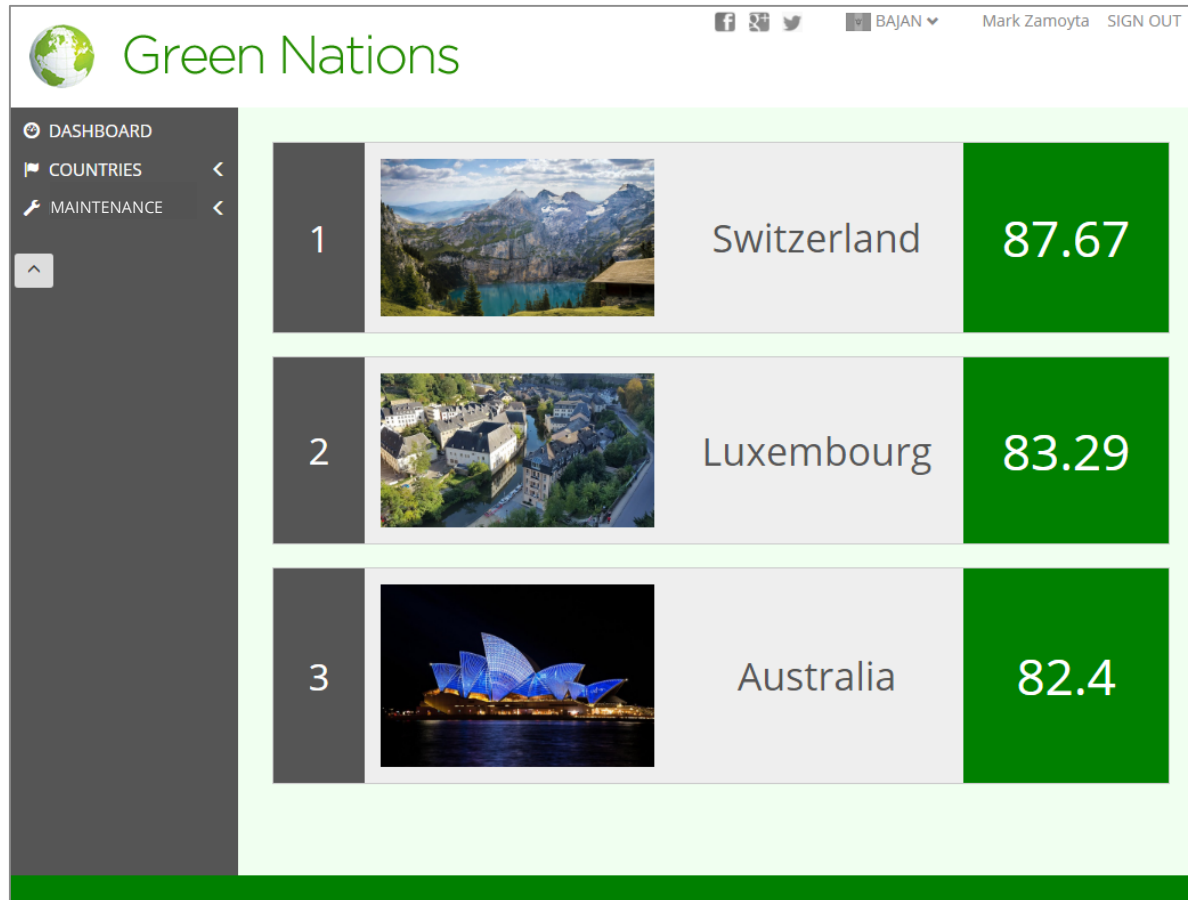 BAJAN Mark Zamoyta SIGN OUT
Green Nations
DASHBOARD
COUNTRIES
MAINTENANCE
1 Switzerland 87.67
2 Luxembourg 83.29
3 Australia 82.4